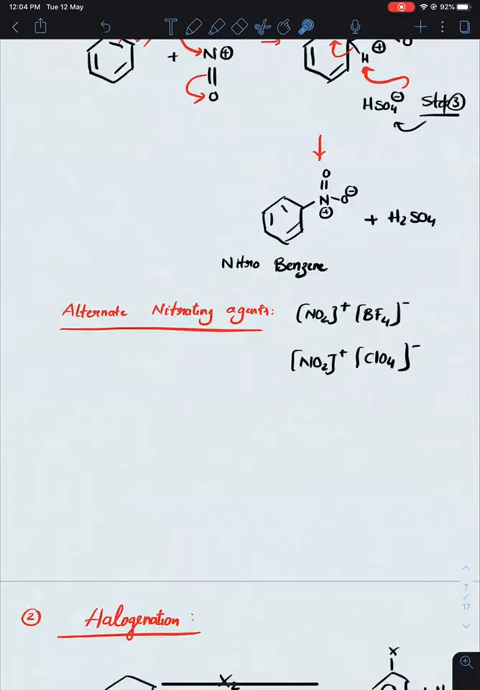 12:04 PM Tue 12 May
92%
+ N⊕
||
O
H ⊕
HSO4⊖ Step③
O
||
N-O⊖
⊕
+ H2SO4
Nitro Benzene
Alternate Nitrating agents: [NO2]+ [BF4]-
[NO2]+ [ClO4]-
7
17
② Halogenation :
X
X2